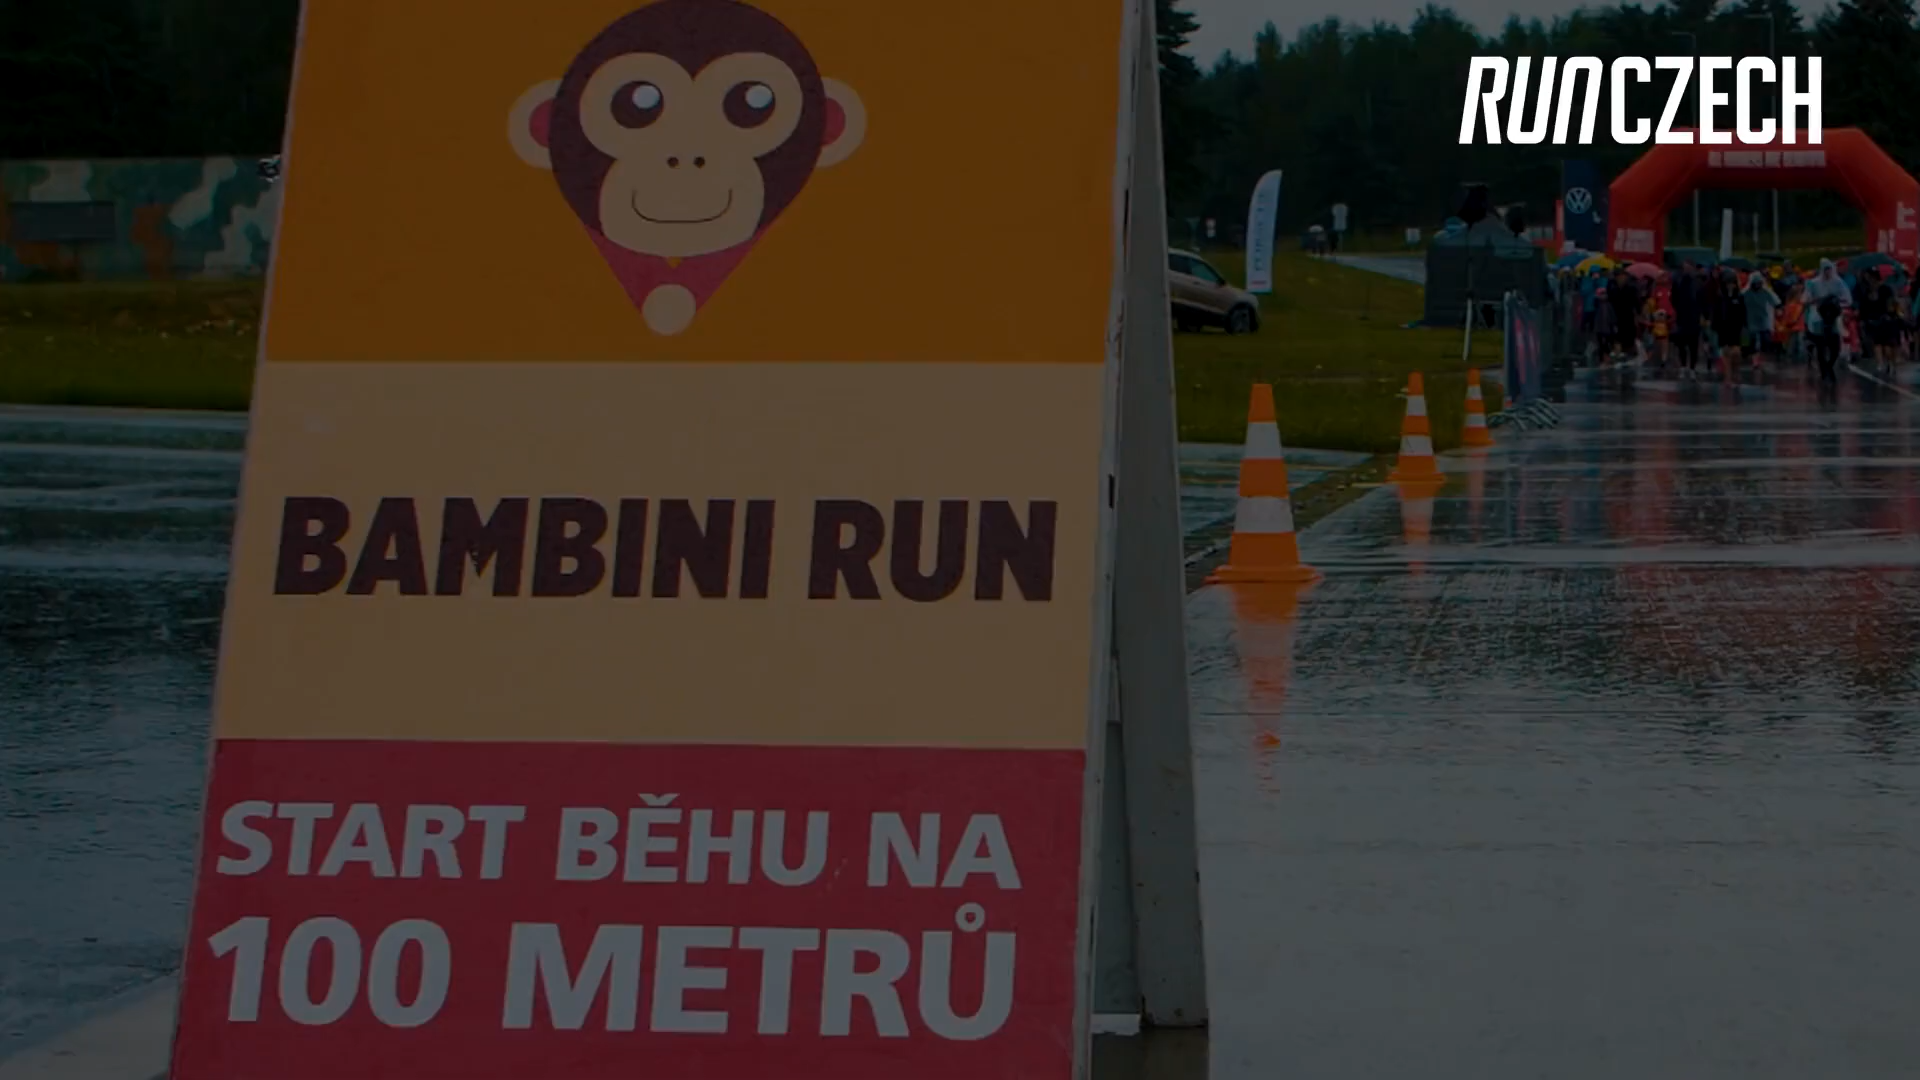 RUNCZECH
BAMBINI RUN
START BĚHU NA
100 METRŮ